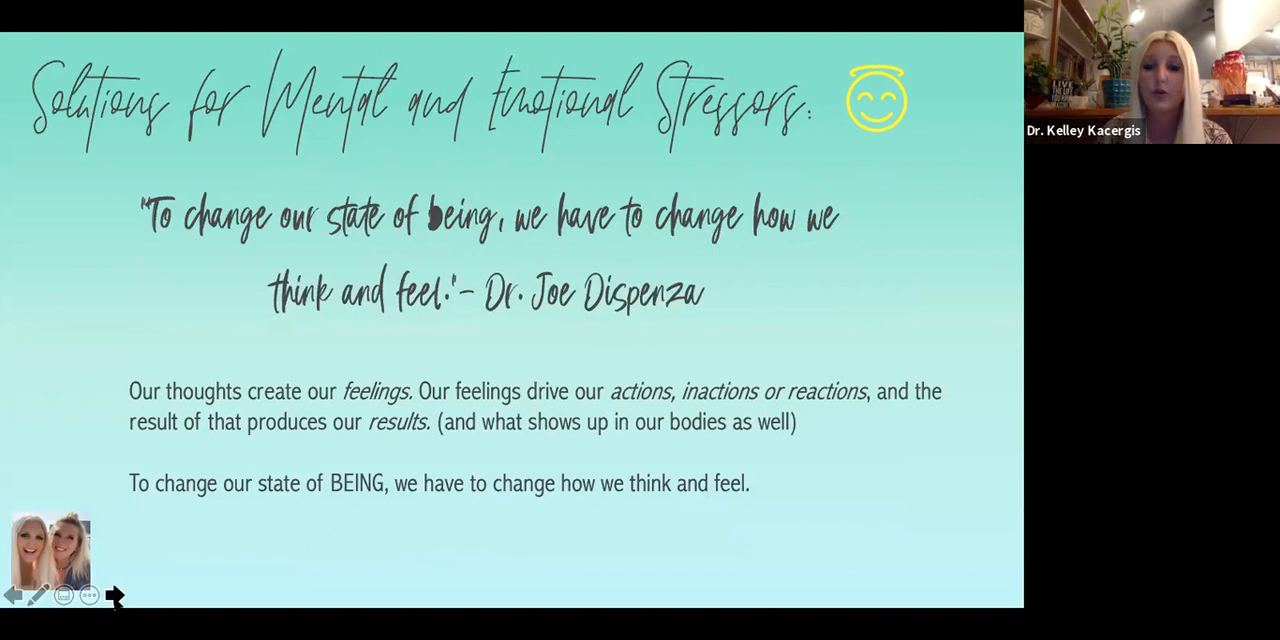 Solutions for Mental and Emotional Stressors:
"To change our state of being, we have to change how we
think and feel."- Dr. Joe Dispenza
Our thoughts create our feelings. Our feelings drive our actions, inactions or reactions, and the
result of that produces our results. (and what shows up in our bodies as well)
To change our state of BEING, we have to change how we think and feel.
LIVE
THE LIFE
Dr. Kelley Kacergis